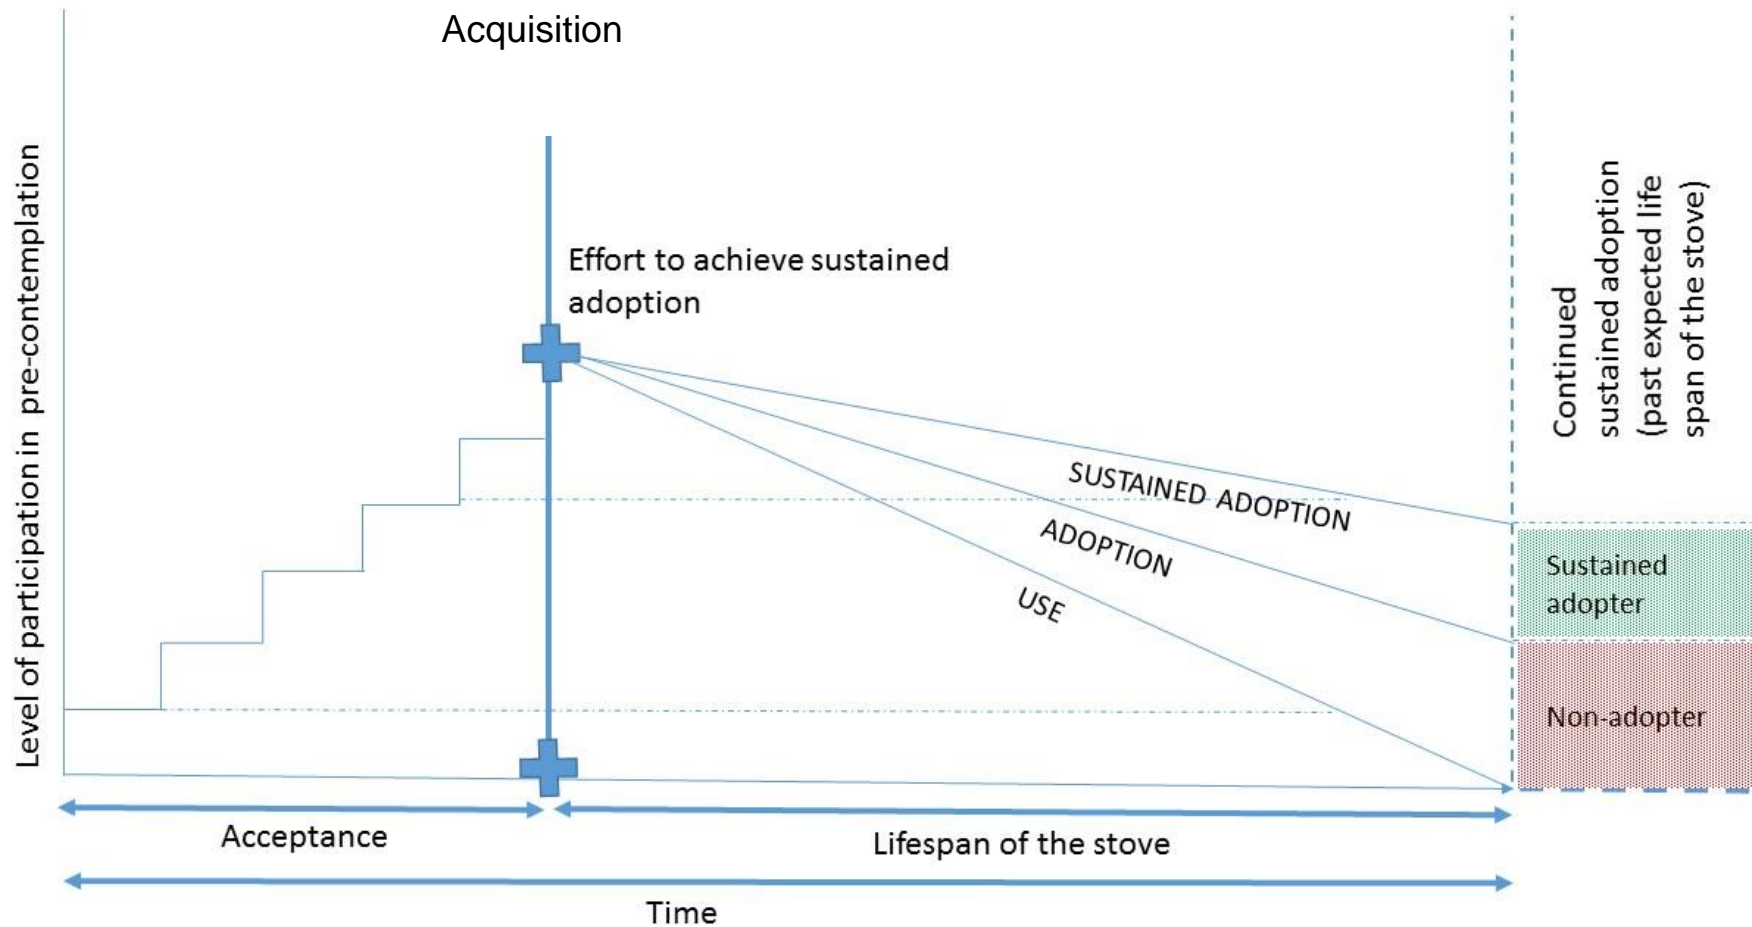 Acquisition
Level of participation in pre-contemplation
Effort to achieve sustained
adoption
SUSTAINED ADOPTION
ADOPTION
USE
Continued
sustained adoption
(past expected life
span of the stove)
Sustained
adopter
Non-adopter
Acceptance
Lifespan of the stove
Time